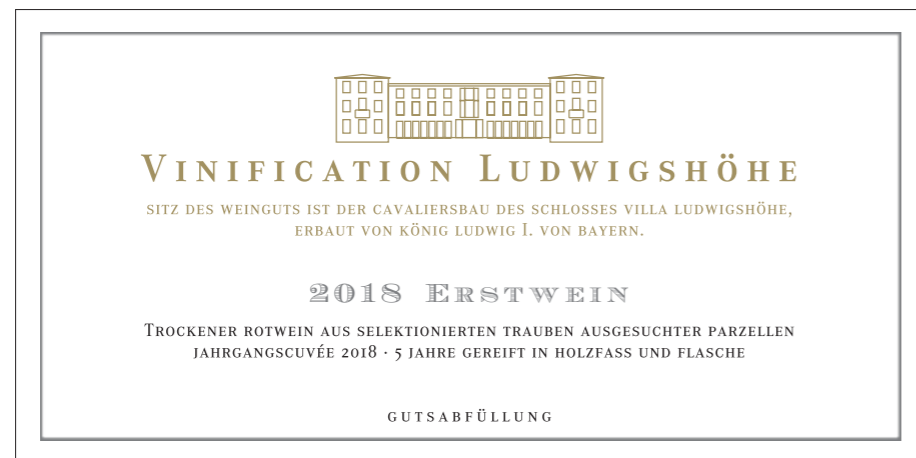 Vinification Ludwigshöhe
sitz des weinguts ist der cavaliersbau des schlosses villa ludwigshöhe,
erbaut von könig ludwig I. von bayern.
2018 Erstwein
Trockener rotwein aus selektionierten trauben ausgesuchter parzellen
jahrgangscuvée 2018 · 5 jahre gereift in holzfass und flasche
gutsabfüllung